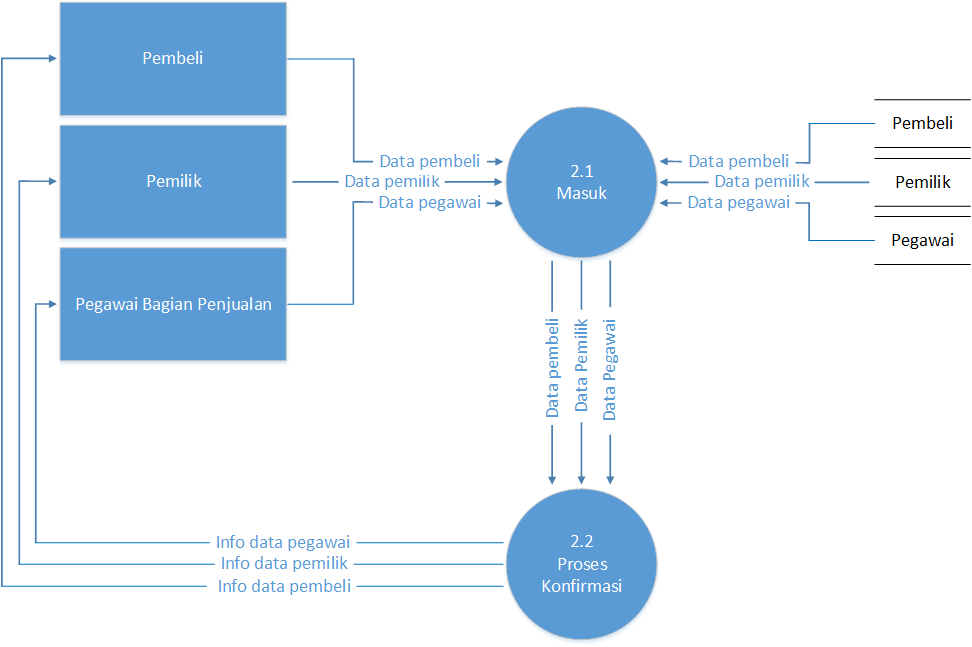 Pembeli
Pemilik
Pegawai Bagian Penjualan
Data pembeli
Data pemilik
Data pegawai
2.1
Masuk
Data pembeli
Data pemilik
Data pegawai
Pembeli
Pemilik
Pegawai
Data pembeli
Data Pemilik
Data Pegawai
2.2
Proses
Konfirmasi
Info data pegawai
Info data pemilik
Info data pembeli